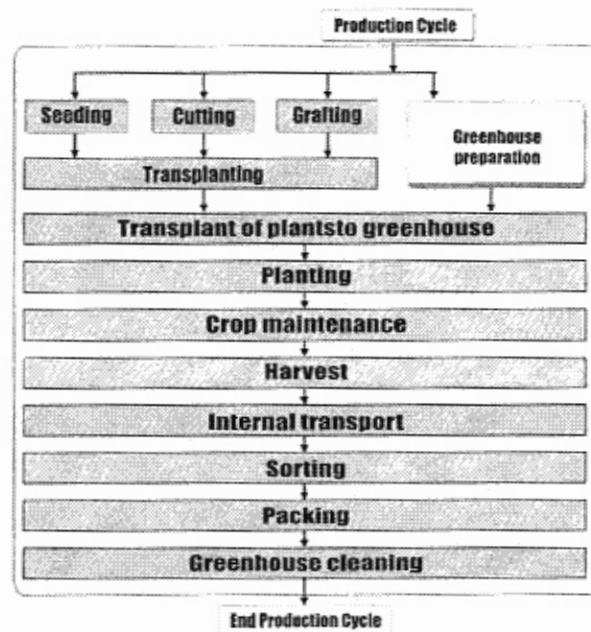 Production Cycle
Seeding
Cutting
Grafting
Greenhouse
preparation
Transplanting
Transplant of plantsto greenhouse
Planting
Crop maintenance
Harvest
Internal transport
Sorting
Packing
Greenhouse cleaning
End Production Cycle